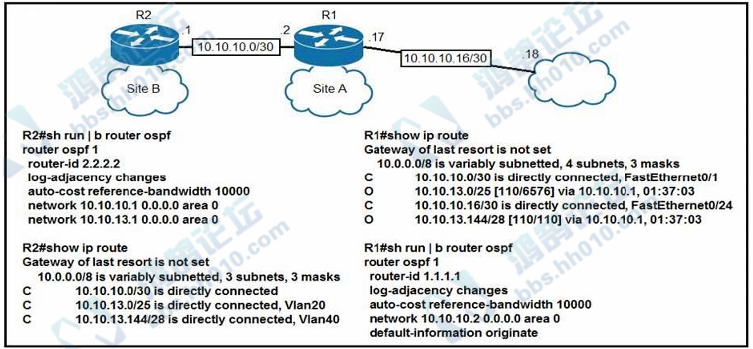 R2
R1
.1
10.10.10.0/30
.2
.17
10.10.10.16/30
.18
Site B
Site A
R2#sh run | b router ospf
router ospf 1
router-id 2.2.2.2
log-adjacency changes
auto-cost reference-bandwidth 10000
network 10.10.10.1 0.0.0.0 area 0
network 10.10.13.1 0.0.0.0 area 0
R1#show ip route
Gateway of last resort is not set
10.0.0.0/8 is variably subnetted, 4 subnets, 3 masks
C 10.10.10.0/30 is directly connected, FastEthernet0/1
O 10.10.13.0/25 [110/6576] via 10.10.10.1, 01:37:03
C 10.10.10.16/30 is directly connected, FastEthernet0/24
O 10.10.13.144/28 [110/110] via 10.10.10.1, 01:37:03
R2#show ip route
Gateway of last resort is not set
10.0.0.0/8 is variably subnetted, 3 subnets, 3 masks
C 10.10.10.0/30 is directly connected
C 10.10.13.0/25 is directly connected, Vlan20
C 10.10.13.144/28 is directly connected, Vlan40
R1#sh run | b router ospf
router ospf 1
router-id 1.1.1.1
log-adjacency changes
auto-cost reference-bandwidth 10000
network 10.10.10.2 0.0.0.0 area 0
default-information originate
鸿鹄论坛
bbs.hh010.com